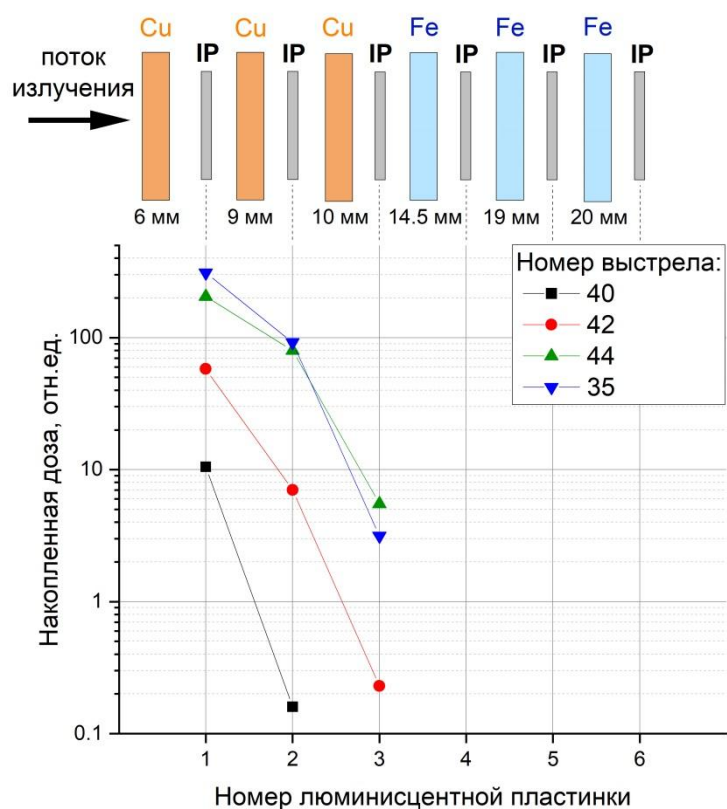 Cu Cu Cu Fe Fe Fe
IP IP IP IP IP IP
поток
излучения
6 мм 9 мм 10 мм 14.5 мм 19 мм 20 мм
Номер выстрела:
40
42
44
35
100
10
1
0.1
Накопленная доза, отн.ед.
1 2 3 4 5 6
Номер люминисцентной пластинки